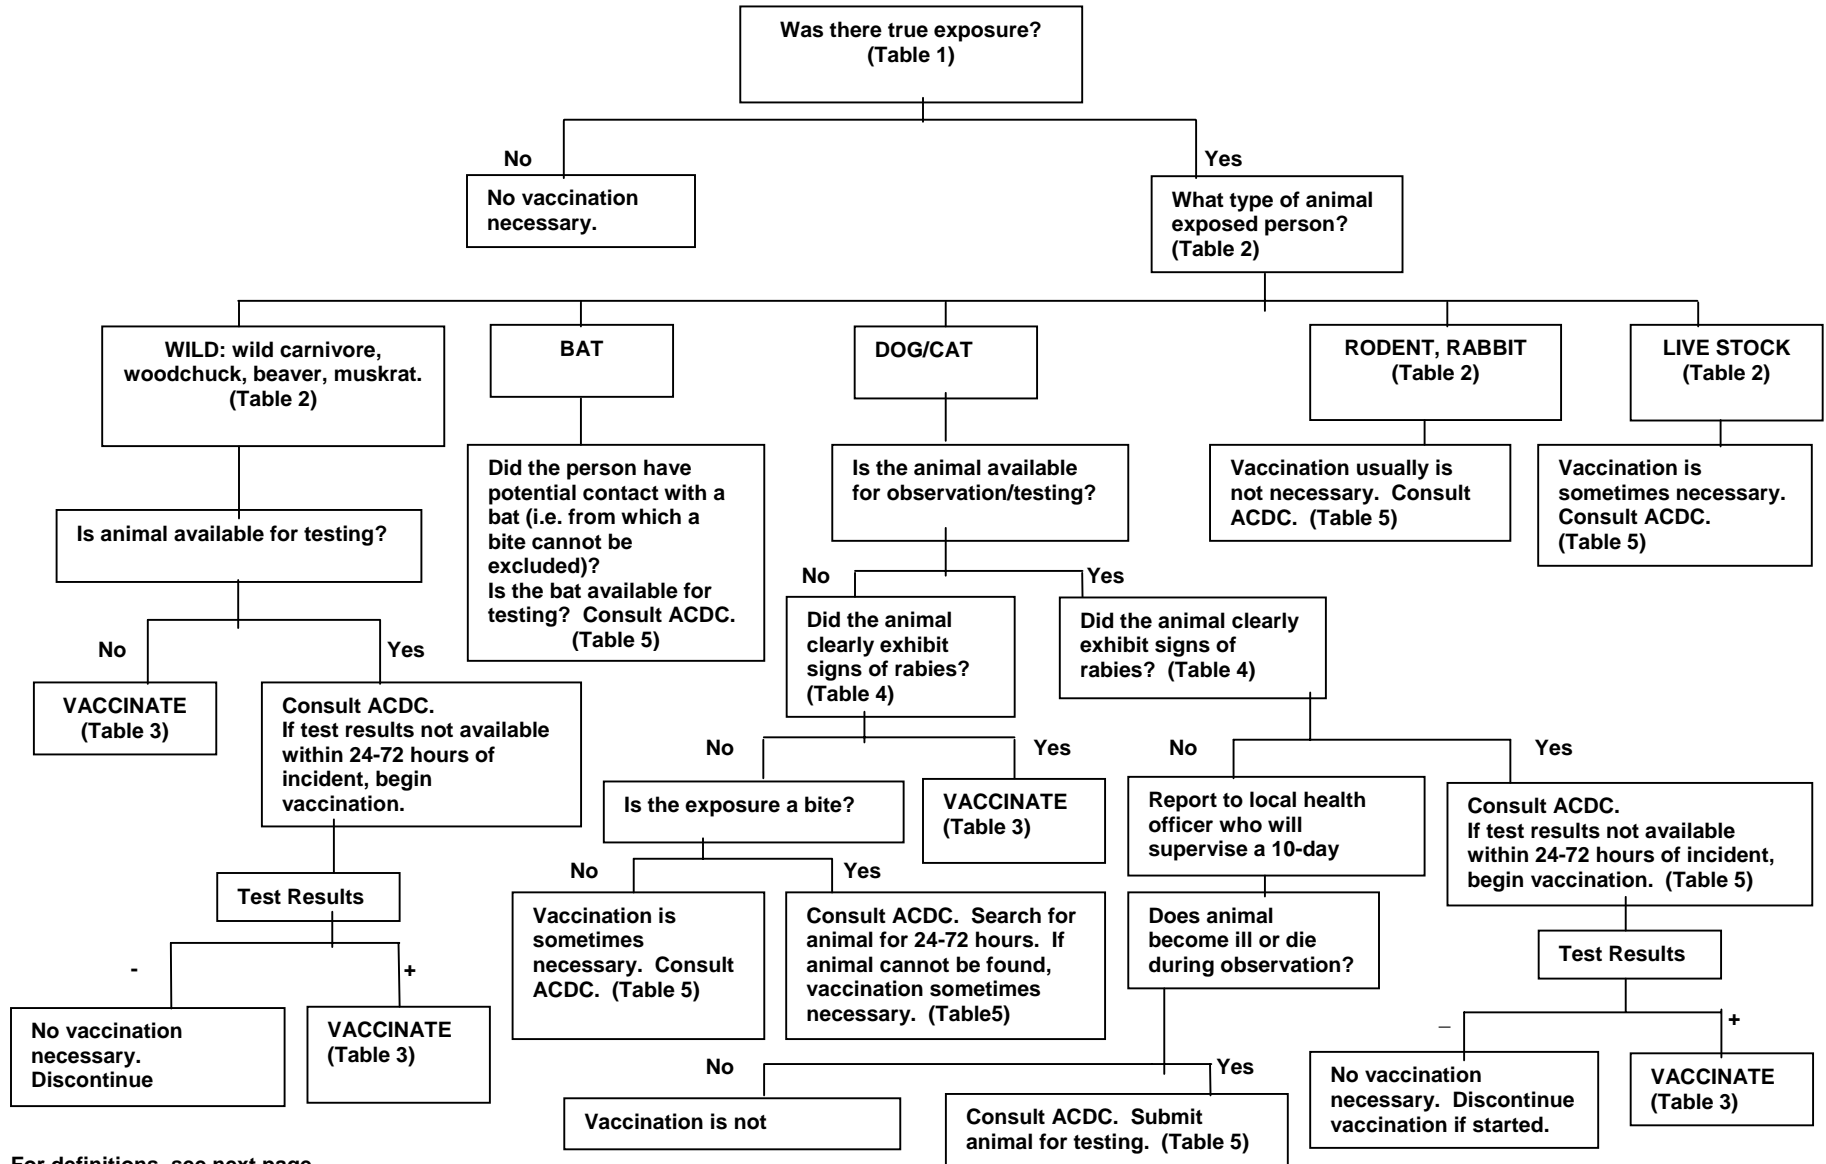 Was there true exposure?
(Table 1)
No
Yes
No vaccination
necessary.
What type of animal
exposed person?
(Table 2)
WILD: wild carnivore,
woodchuck, beaver, muskrat.
(Table 2)
BAT
DOG/CAT
RODENT, RABBIT
(Table 2)
LIVE STOCK
(Table 2)
Is animal available for testing?
Did the person have
potential contact with a
bat (i.e. from which a
bite cannot be
excluded)?
Is the bat available for
testing?  Consult ACDC.
(Table 5)
Is the animal available
for observation/testing?
Vaccination usually is
not necessary.  Consult
ACDC.  (Table 5)
Vaccination is
sometimes necessary.
Consult ACDC.
(Table 5)
No
Yes
No
Yes
VACCINATE
(Table 3)
Consult ACDC.
If test results not available
within 24-72 hours of
incident, begin
vaccination.
Did the animal
clearly exhibit
signs of rabies?
(Table 4)
Did the animal clearly
exhibit signs of
rabies?  (Table 4)
No
Yes
No
Yes
Is the exposure a bite?
VACCINATE
(Table 3)
Report to local health
officer who will
supervise a 10-day
Consult ACDC.
If test results not available
within 24-72 hours of incident,
begin vaccination.  (Table 5)
Test Results
No
Yes
Vaccination is
sometimes
necessary.  Consult
ACDC.  (Table 5)
Consult ACDC.  Search for
animal for 24-72 hours.  If
animal cannot be found,
vaccination sometimes
necessary.  (Table5)
Does animal
become ill or die
during observation?
Test Results
-
+
No vaccination
necessary.
Discontinue
VACCINATE
(Table 3)
No
Yes
_
+
Vaccination is not
Consult ACDC.  Submit
animal for testing.  (Table 5)
No vaccination
necessary.  Discontinue
vaccination if started.
VACCINATE
(Table 3)
For definitions, see next page